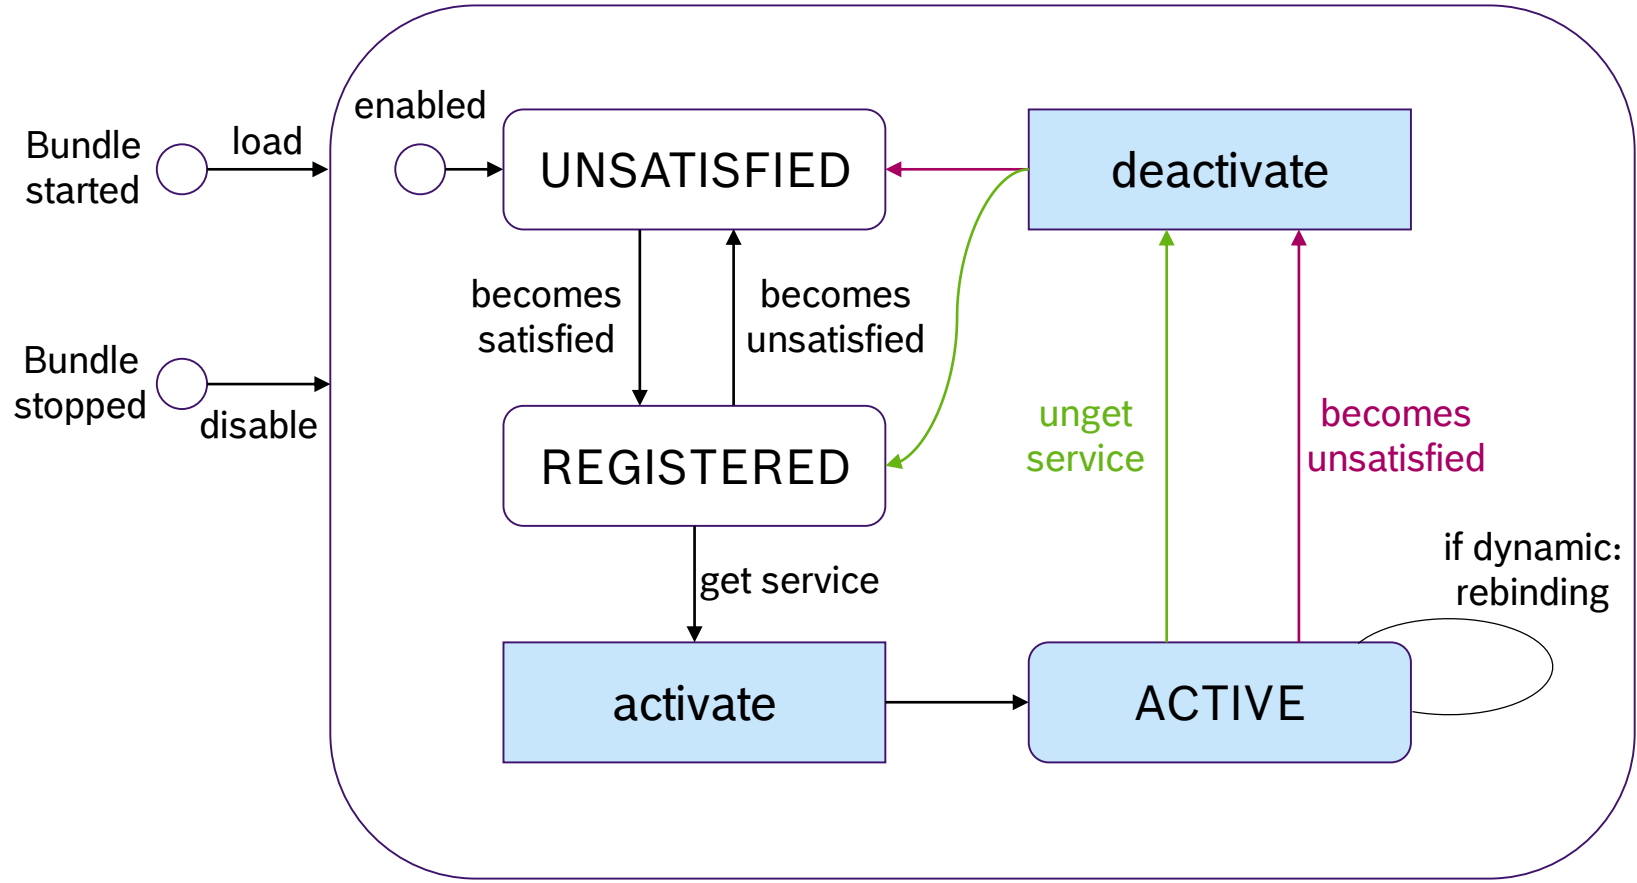 Bundle
started
load
enabled
UNSATISFIED
deactivate
becomes
satisfied
becomes
unsatisfied
Bundle
stopped
disable
REGISTERED
unget
service
becomes
unsatisfied
get service
if dynamic:
rebinding
activate
ACTIVE